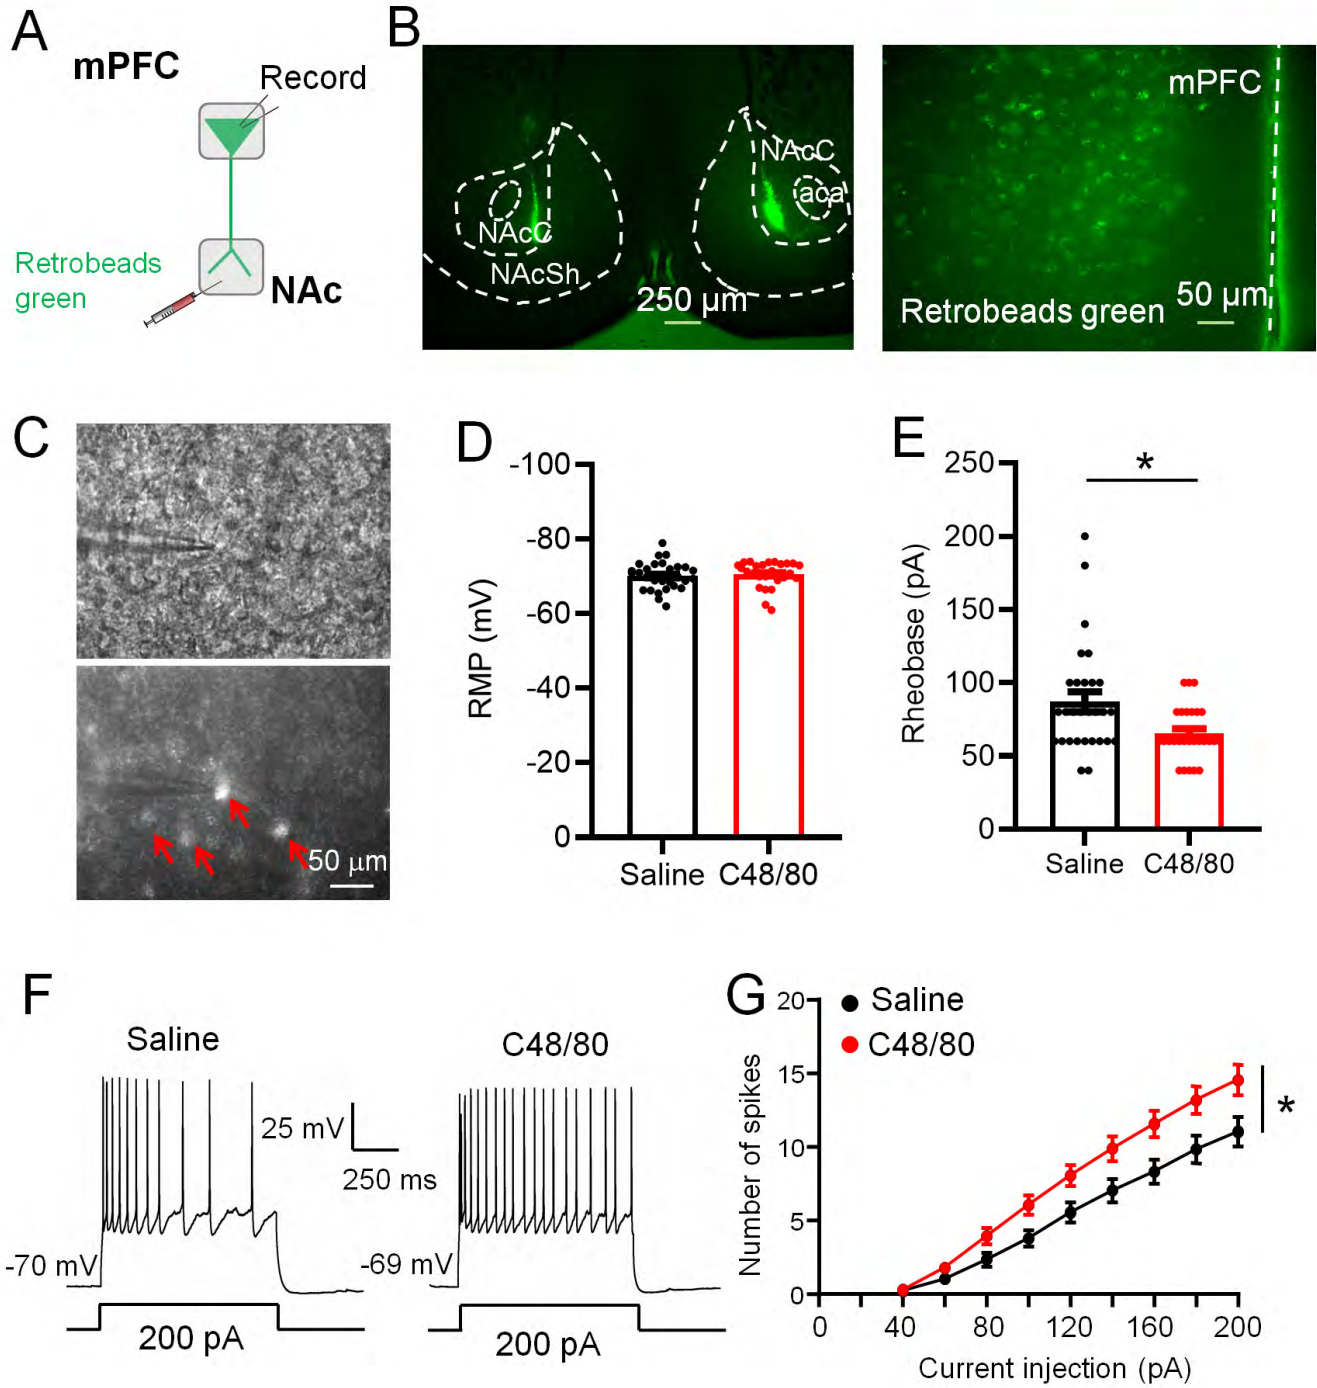 A
mPFC
Record
Retrobeads
green
NAc
B
NAcC
NAcSh
NAcC
aca
250 μm
mPFC
Retrobeads green
50 μm
C
50 μm
D
RMP (mV)
-100
-80
-60
-40
-20
0
Saline C48/80
E
Rheobase (pA)
250
200
150
100
50
0
*
Saline C48/80
F
Saline
25 mV
250 ms
-70 mV
200 pA
C48/80
-69 mV
200 pA
G
Saline
C48/80
Number of spikes
20
15
10
5
0
*
0 40 80 120 160 200
Current injection (pA)